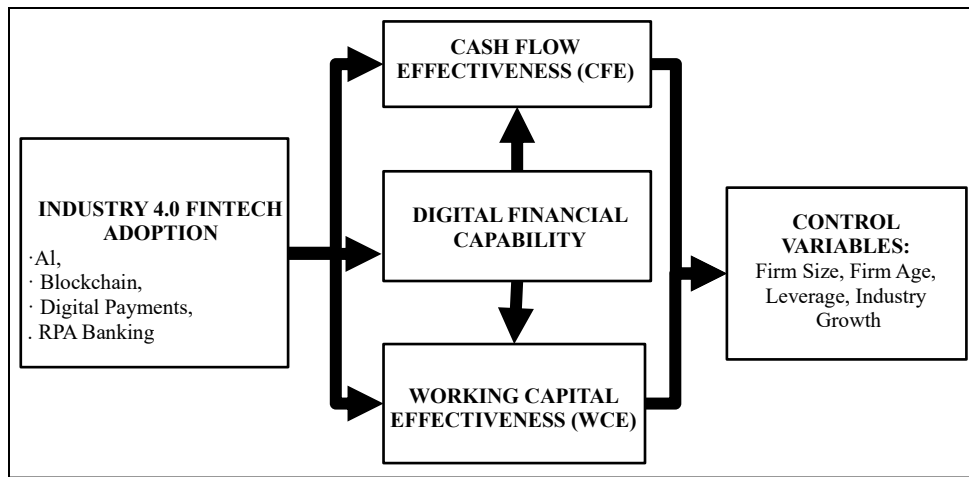 CASH FLOW
EFFECTIVENESS (CFE)
INDUSTRY 4.0 FINTECH
ADOPTION
·Al,
· Blockchain,
· Digital Payments,
. RPA Banking
DIGITAL FINANCIAL
CAPABILITY
WORKING CAPITAL
EFFECTIVENESS (WCE)
CONTROL
VARIABLES:
Firm Size, Firm Age,
Leverage, Industry
Growth